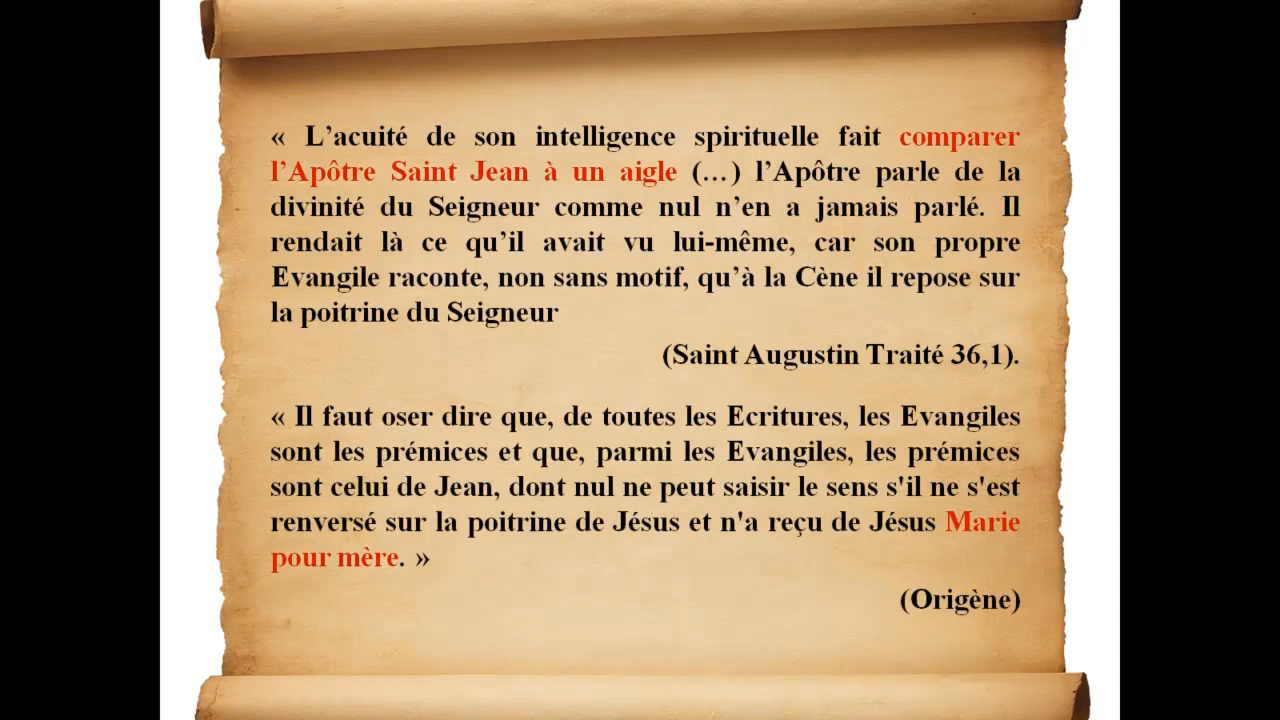 « L’acuité de son intelligence spirituelle fait comparer
l’Apôtre Saint Jean à un aigle (…) l’Apôtre parle de la
divinité du Seigneur comme nul n’en a jamais parlé. Il
rendait là ce qu’il avait vu lui-même, car son propre
Evangile raconte, non sans motif, qu’à la Cène il repose sur
la poitrine du Seigneur
(Saint Augustin Traité 36,1).
« Il faut oser dire que, de toutes les Ecritures, les Evangiles
sont les prémices et que, parmi les Evangiles, les prémices
sont celui de Jean, dont nul ne peut saisir le sens s'il ne s'est
renversé sur la poitrine de Jésus et n'a reçu de Jésus Marie
pour mère. »
(Origène)